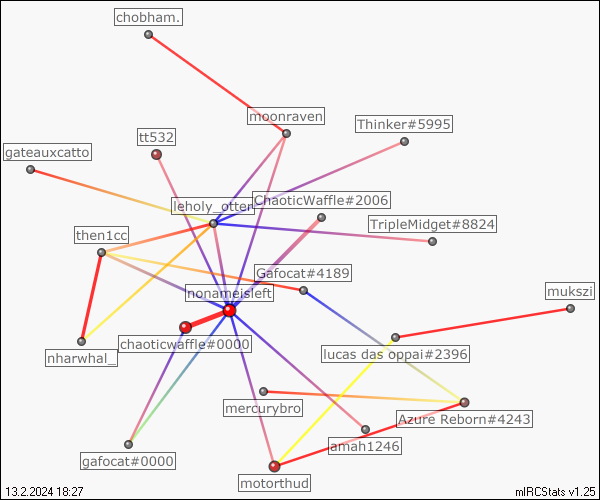 chobham.
moonraven
Thinker#5995
tt532
gateauxcatto
leholy_otten
ChaoticWaffle#2006
TripleMidget#8824
then1cc
Gafocat#4189
nonameisleft
mukszi
chaoticwaffle#0000
lucas das oppai#2396
nharwhal_
mercurybro
Azure Reborn#4243
amah1246
gafocat#0000
motorthud
13.2.2024 18:27
mIRCStats v1.25